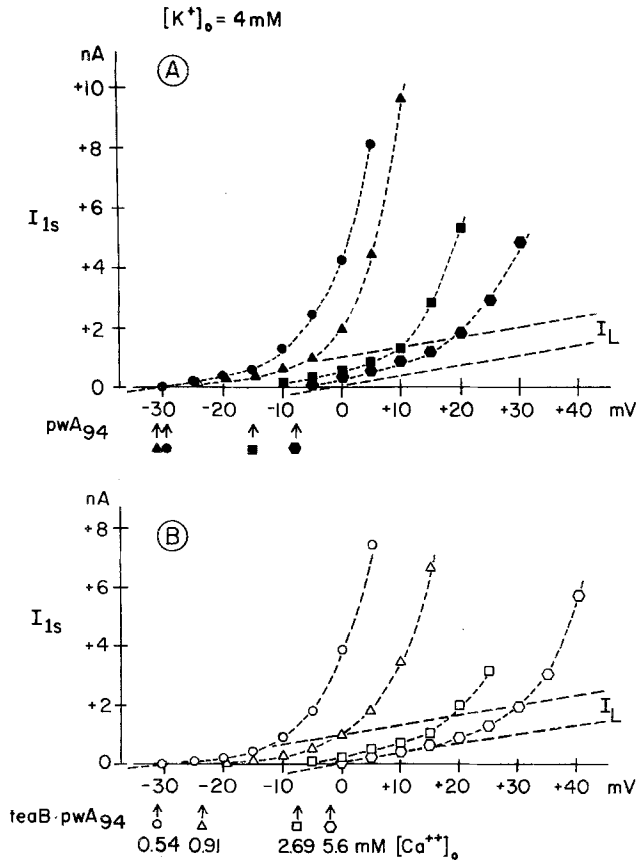 [K+]o = 4 mM
nA
A
+10
+8
I1s
+6
+4
+2
IL
0
-30 -20 -10 0 +10 +20 +30 +40 mV
pwA94
nA
B
+8
+6
I1s
+4
+2
IL
0
-30 -20 -10 0 +10 +20 +30 +40 mV
teaB·pwA94
0.54 0.91 2.69 5.6 mM [Ca++]o